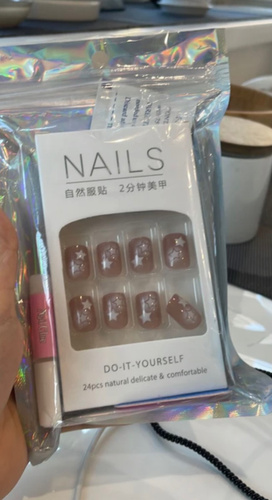 NAILS
自然服贴 2分钟美甲
DO-IT-YOURSELF
24pcs natural delicate & comfortable